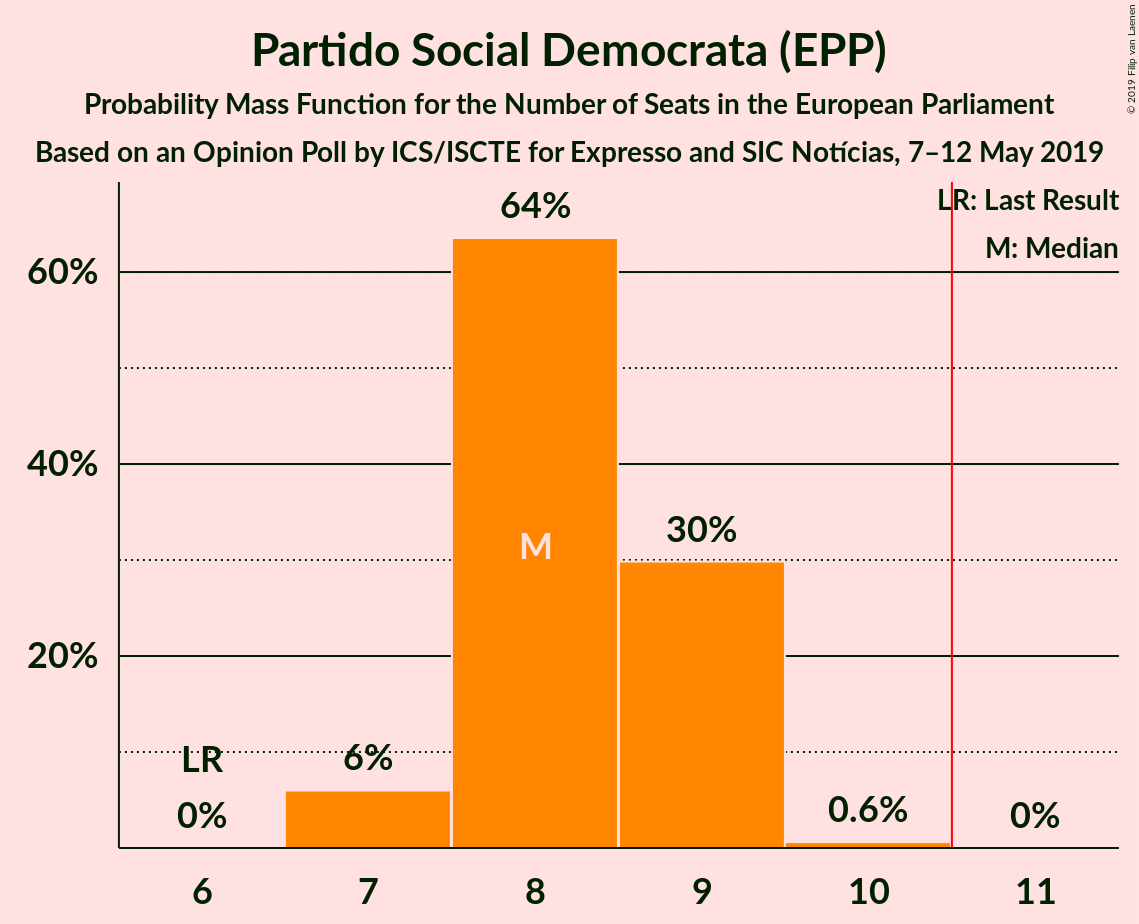 Partido Social Democrata (EPP)
Probability Mass Function for the Number of Seats in the European Parliament
Based on an Opinion Poll by ICS/ISCTE for Expresso and SIC Notícias, 7–12 May 2019
© 2019 Filip van Laenen
LR: Last Result
M: Median
64%
60%
40%
30%
M
20%
LR
6%
0%
0.6%
0%
6 7 8 9 10 11